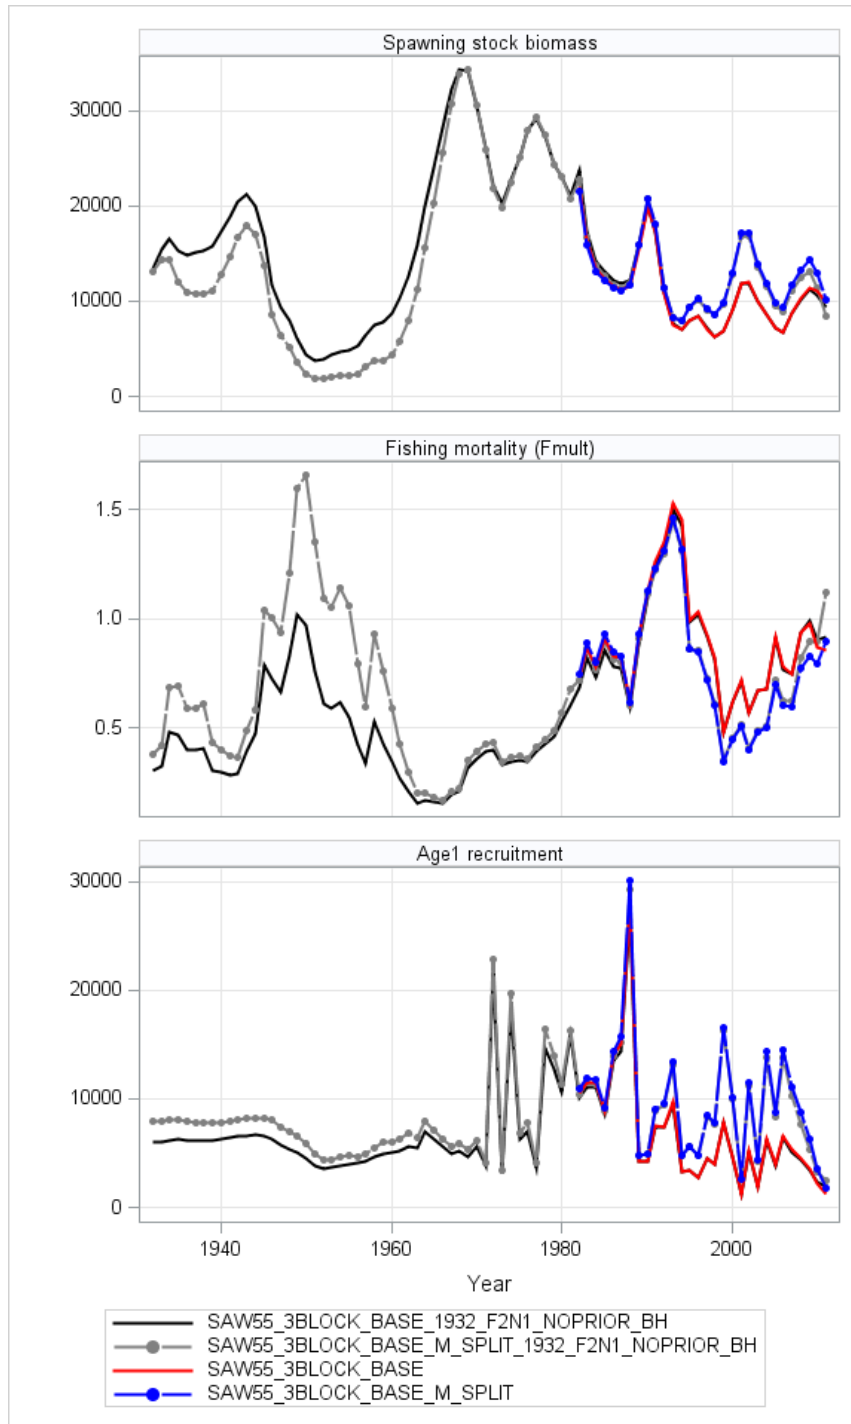 Spawning stock biomass
30000
20000
10000
0
Fishing mortality (Fmult)
1.5
1.0
0.5
Age1 recruitment
30000
20000
10000
0
1940 1960 1980 2000
Year
SAW55_3BLOCK_BASE_1932_F2N1_NOPRIOR_BH
SAW55_3BLOCK_BASE_M_SPLIT_1932_F2N1_NOPRIOR_BH
SAW55_3BLOCK_BASE
SAW55_3BLOCK_BASE_M_SPLIT